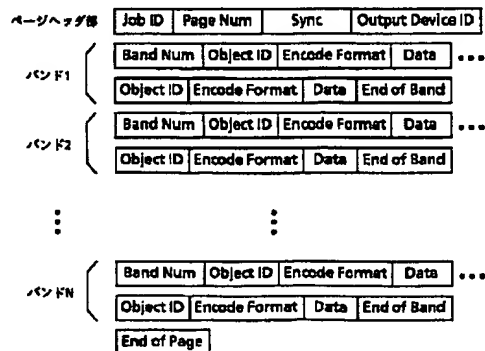 ページヘッダ部 Job ID Page Num Sync Output Device ID
バンド1 Band Num Object ID Encode Format Data •••
Object ID Encode Format Data End of Band
バンド2 Band Num Object ID Encode Format Data •••
Object ID Encode Format Data End of Band
バンドN Band Num Object ID Encode Format Data •••
Object ID Encode Format Data End of Band
End of Page